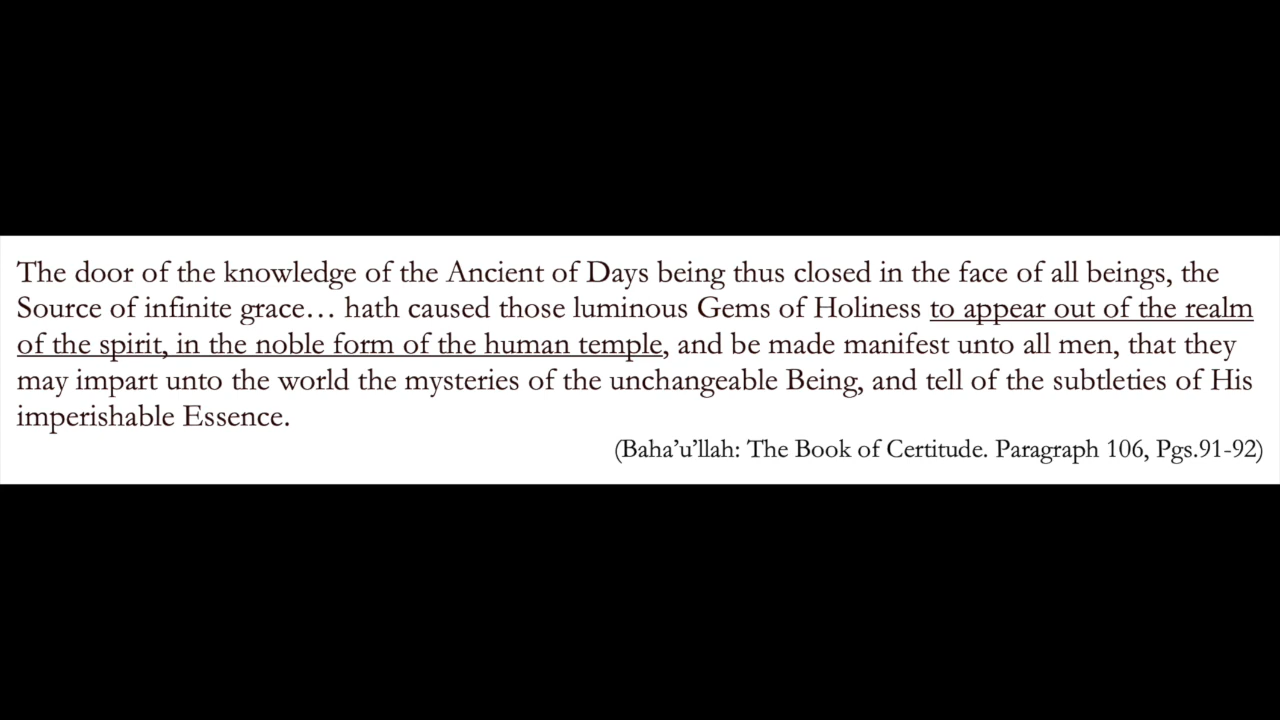 The door of the knowledge of the Ancient of Days being thus closed in the face of all beings, the
Source of infinite grace… hath caused those luminous Gems of Holiness to appear out of the realm
of the spirit, in the noble form of the human temple, and be made manifest unto all men, that they
may impart unto the world the mysteries of the unchangeable Being, and tell of the subtleties of His
imperishable Essence.
(Baha’u’llah: The Book of Certitude. Paragraph 106, Pgs.91-92)